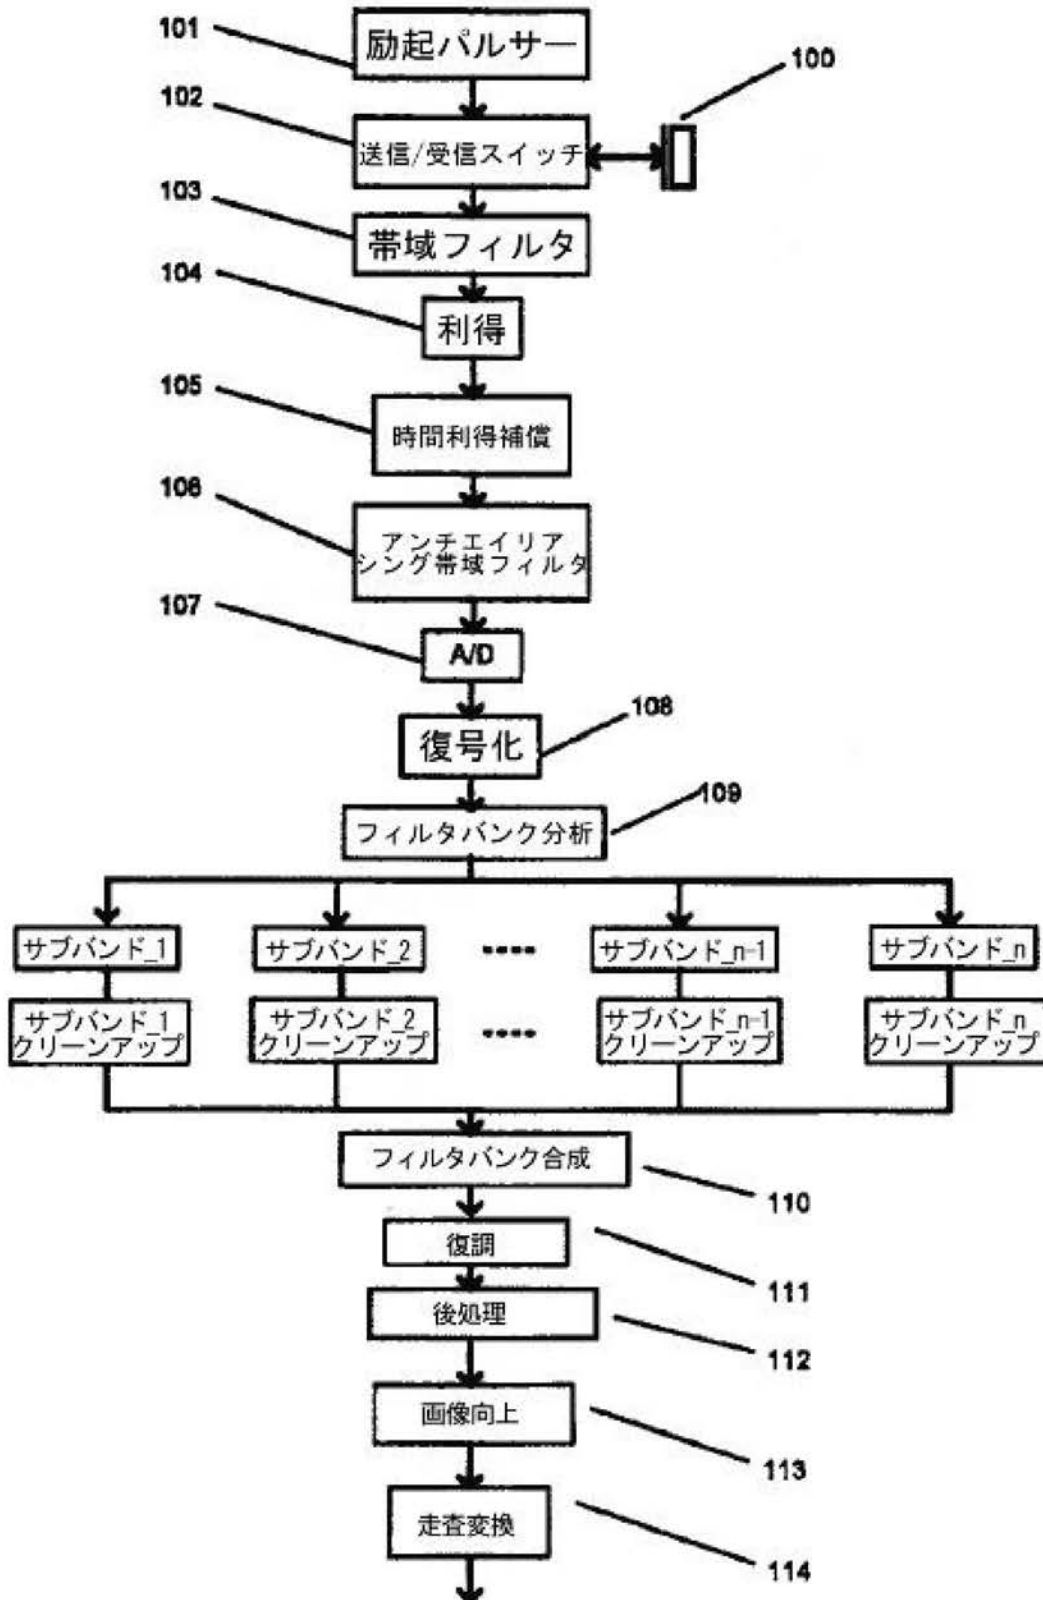 101
励起パルサー
100
102
送信/受信スイッチ
103
帯域フィルタ
104
利得
105
時間利得補償
106
アンチエイリア
シング帯域フィルタ
107
A/D
108
復号化
109
フィルタバンク分析
サブバンド_1
サブバンド_2
----
サブバンド_n-1
サブバンド_n
サブバンド_1
クリーンアップ
サブバンド_2
クリーンアップ
----
サブバンド_n-1
クリーンアップ
サブバンド_n
クリーンアップ
フィルタバンク合成
110
復調
111
後処理
112
画像向上
113
走査変換
114